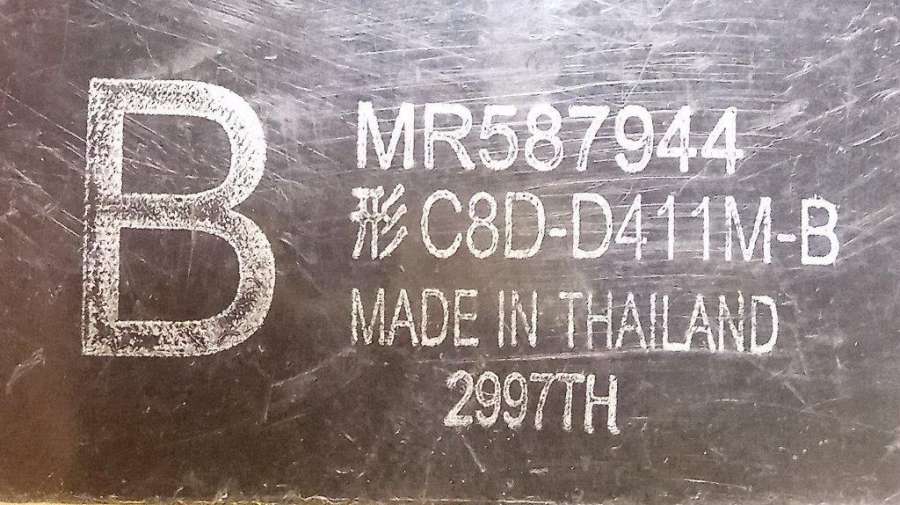 B
MR587944
形 C8D-D411M-B
MADE IN THAILAND
2997TH